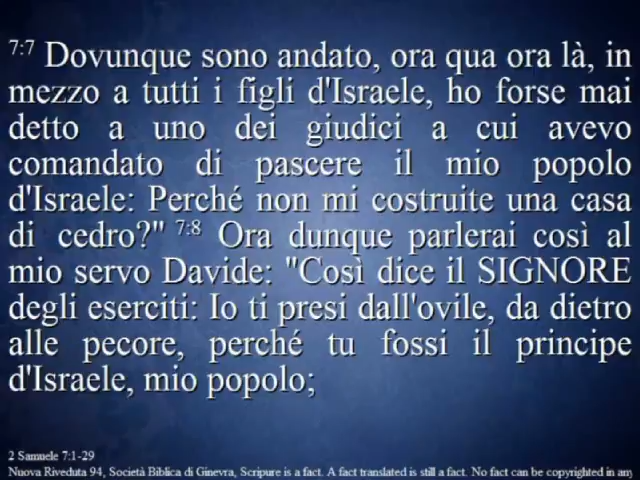 7:7 Dovunque sono andato, ora qua ora là, in
mezzo a tutti i figli d'Israele, ho forse mai
detto a uno dei giudici a cui avevo
comandato di pascere il mio popolo
d'Israele: Perché non mi costruite una casa
di cedro?" 7:8 Ora dunque parlerai così al
mio servo Davide: "Così dice il SIGNORE
degli eserciti: Io ti presi dall'ovile, da dietro
alle pecore, perché tu fossi il principe
d'Israele, mio popolo;
2 Samuele 7:1-29
Nuova Riveduta 94, Società Biblica di Ginevra, Scripure is a fact. A fact translated is still a fact. No fact can be copyrighted in any